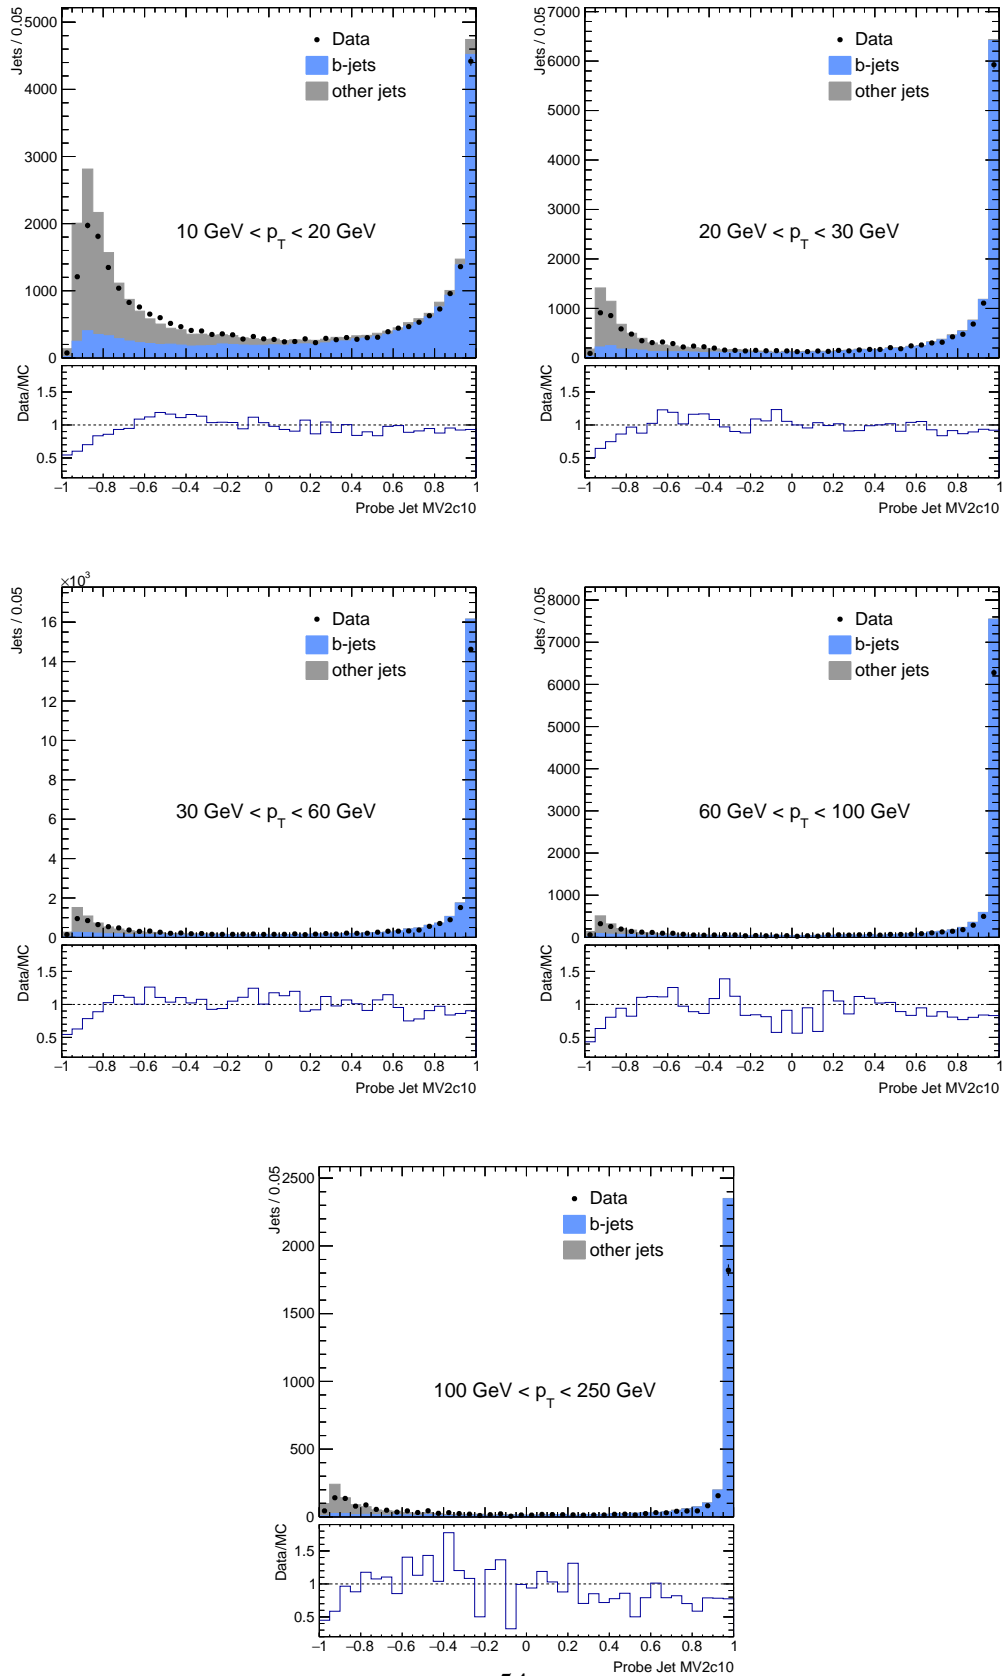 Jets / 0.05
5000
4000
3000
2000
1000
0
Data
b-jets
other jets
10 GeV < p_T < 20 GeV
Data/MC
1.5
1
0.5
−1 −0.8 −0.6 −0.4 −0.2 0 0.2 0.4 0.6 0.8 1
Probe Jet MV2c10
Jets / 0.05
7000
6000
5000
4000
3000
2000
1000
0
Data
b-jets
other jets
20 GeV < p_T < 30 GeV
Data/MC
1.5
1
0.5
−1 −0.8 −0.6 −0.4 −0.2 0 0.2 0.4 0.6 0.8 1
Probe Jet MV2c10
×10³
Jets / 0.05
16
14
12
10
8
6
4
2
0
Data
b-jets
other jets
30 GeV < p_T < 60 GeV
Data/MC
1.5
1
0.5
−1 −0.8 −0.6 −0.4 −0.2 0 0.2 0.4 0.6 0.8 1
Probe Jet MV2c10
Jets / 0.05
8000
7000
6000
5000
4000
3000
2000
1000
0
Data
b-jets
other jets
60 GeV < p_T < 100 GeV
Data/MC
1.5
1
0.5
−1 −0.8 −0.6 −0.4 −0.2 0 0.2 0.4 0.6 0.8 1
Probe Jet MV2c10
Jets / 0.05
2500
2000
1500
1000
500
0
Data
b-jets
other jets
100 GeV < p_T < 250 GeV
Data/MC
1.5
1
0.5
−1 −0.8 −0.6 −0.4 −0.2 0 0.2 0.4 0.6 0.8 1
Probe Jet MV2c10